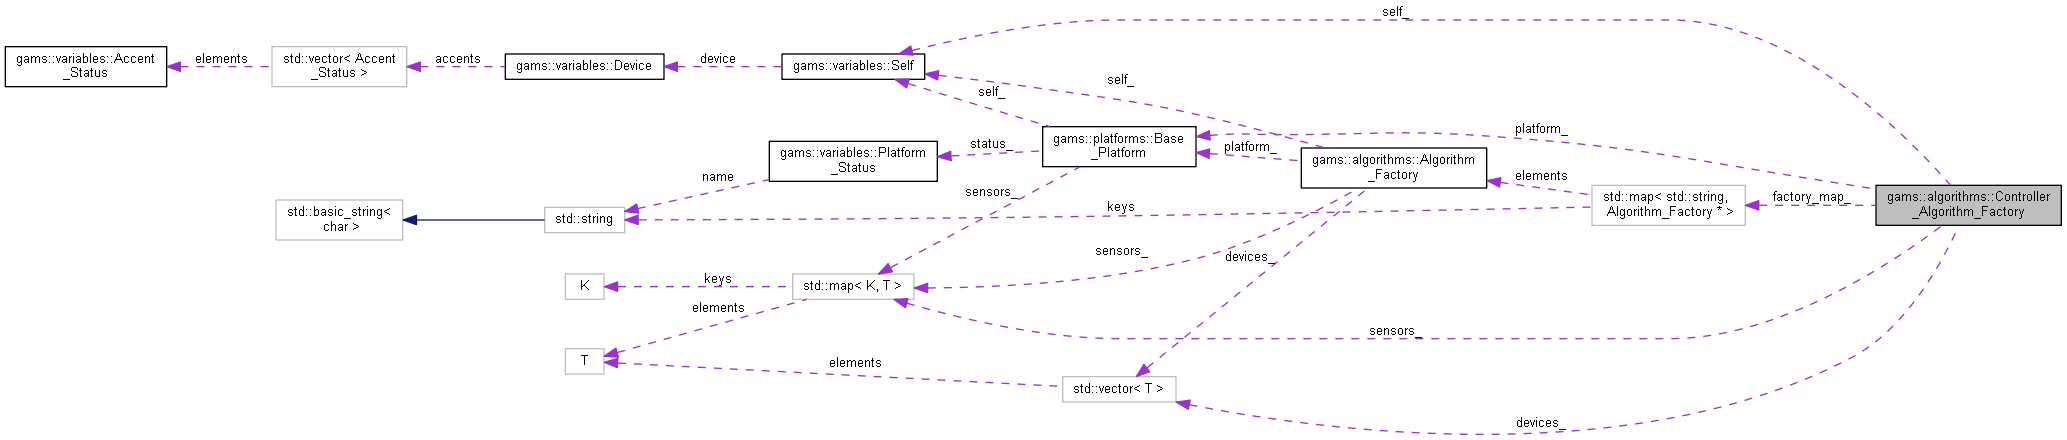 self_
gams::variables::Accent
_Status
elements
std::vector< Accent
_Status >
accents
gams::variables::Device
device
gams::variables::Self
self_
self_
platform_
gams::platforms::Base
_Platform
status_
gams::variables::Platform
_Status
platform_
gams::algorithms::Algorithm
_Factory
elements
name
sensors_
std::map< std::string,
Algorithm_Factory * >
factory_map_
gams::algorithms::Controller
_Algorithm_Factory
std::basic_string<
char >
std::string
keys
sensors_
devices_
K
keys
std::map< K, T >
elements
sensors_
T
elements
std::vector< T >
devices_